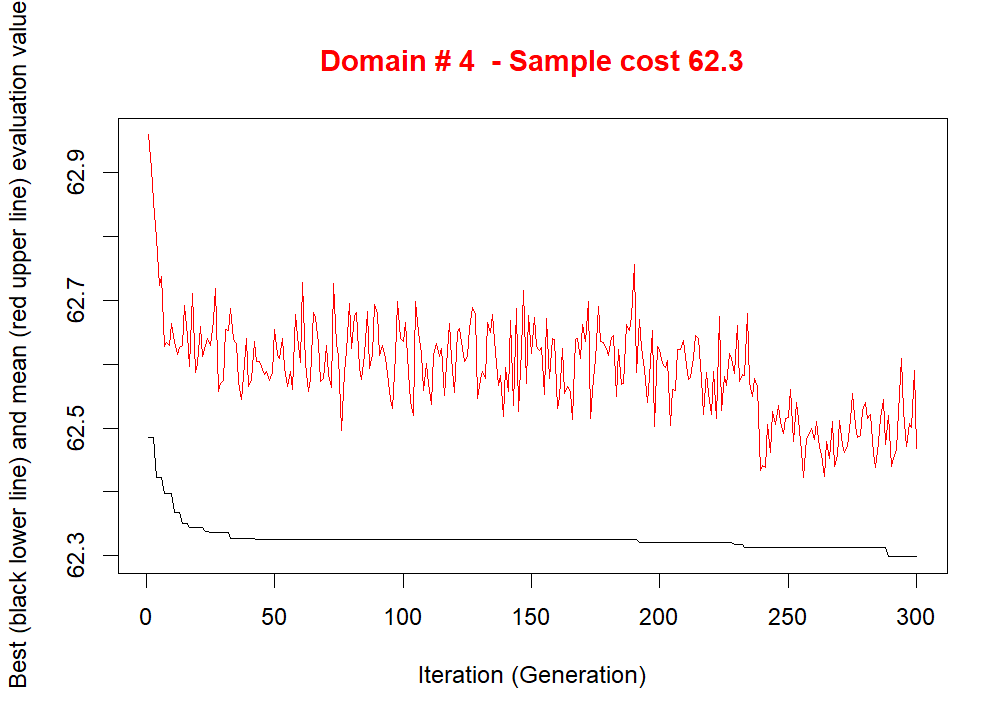 Domain # 4  - Sample cost 62.3
Best (black lower line) and mean (red upper line) evaluation value
62.9
62.7
62.5
62.3
0 50 100 150 200 250 300
Iteration (Generation)